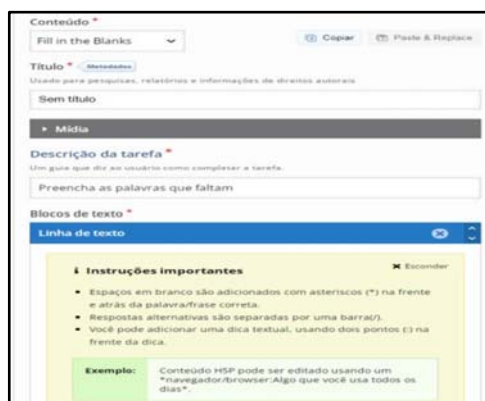 Conteúdo *
Fill in the Blanks
Copiar
Paste & Replace
Título * Metadados
Usado para pesquisas, relatórios e informações de direitos autorais
Sem título
Mídia
Descrição da tarefa *
Um guia que diz ao usuário como completar a tarefa.
Preencha as palavras que faltam
Blocos de texto *
Linha de texto
Instruções importantes
Esconder
• Espaços em branco são adicionados com asteriscos (*) na frente
e atrás da palavra/frase correta.
• Respostas alternativas são separadas por uma barra(/).
• Você pode adicionar uma dica textual, usando dois pontos (:) na
frente da dica.
Exemplo:
Conteúdo H5P pode ser editado usando um
*navegador/browser:Algo que você usa todos os
dias*.